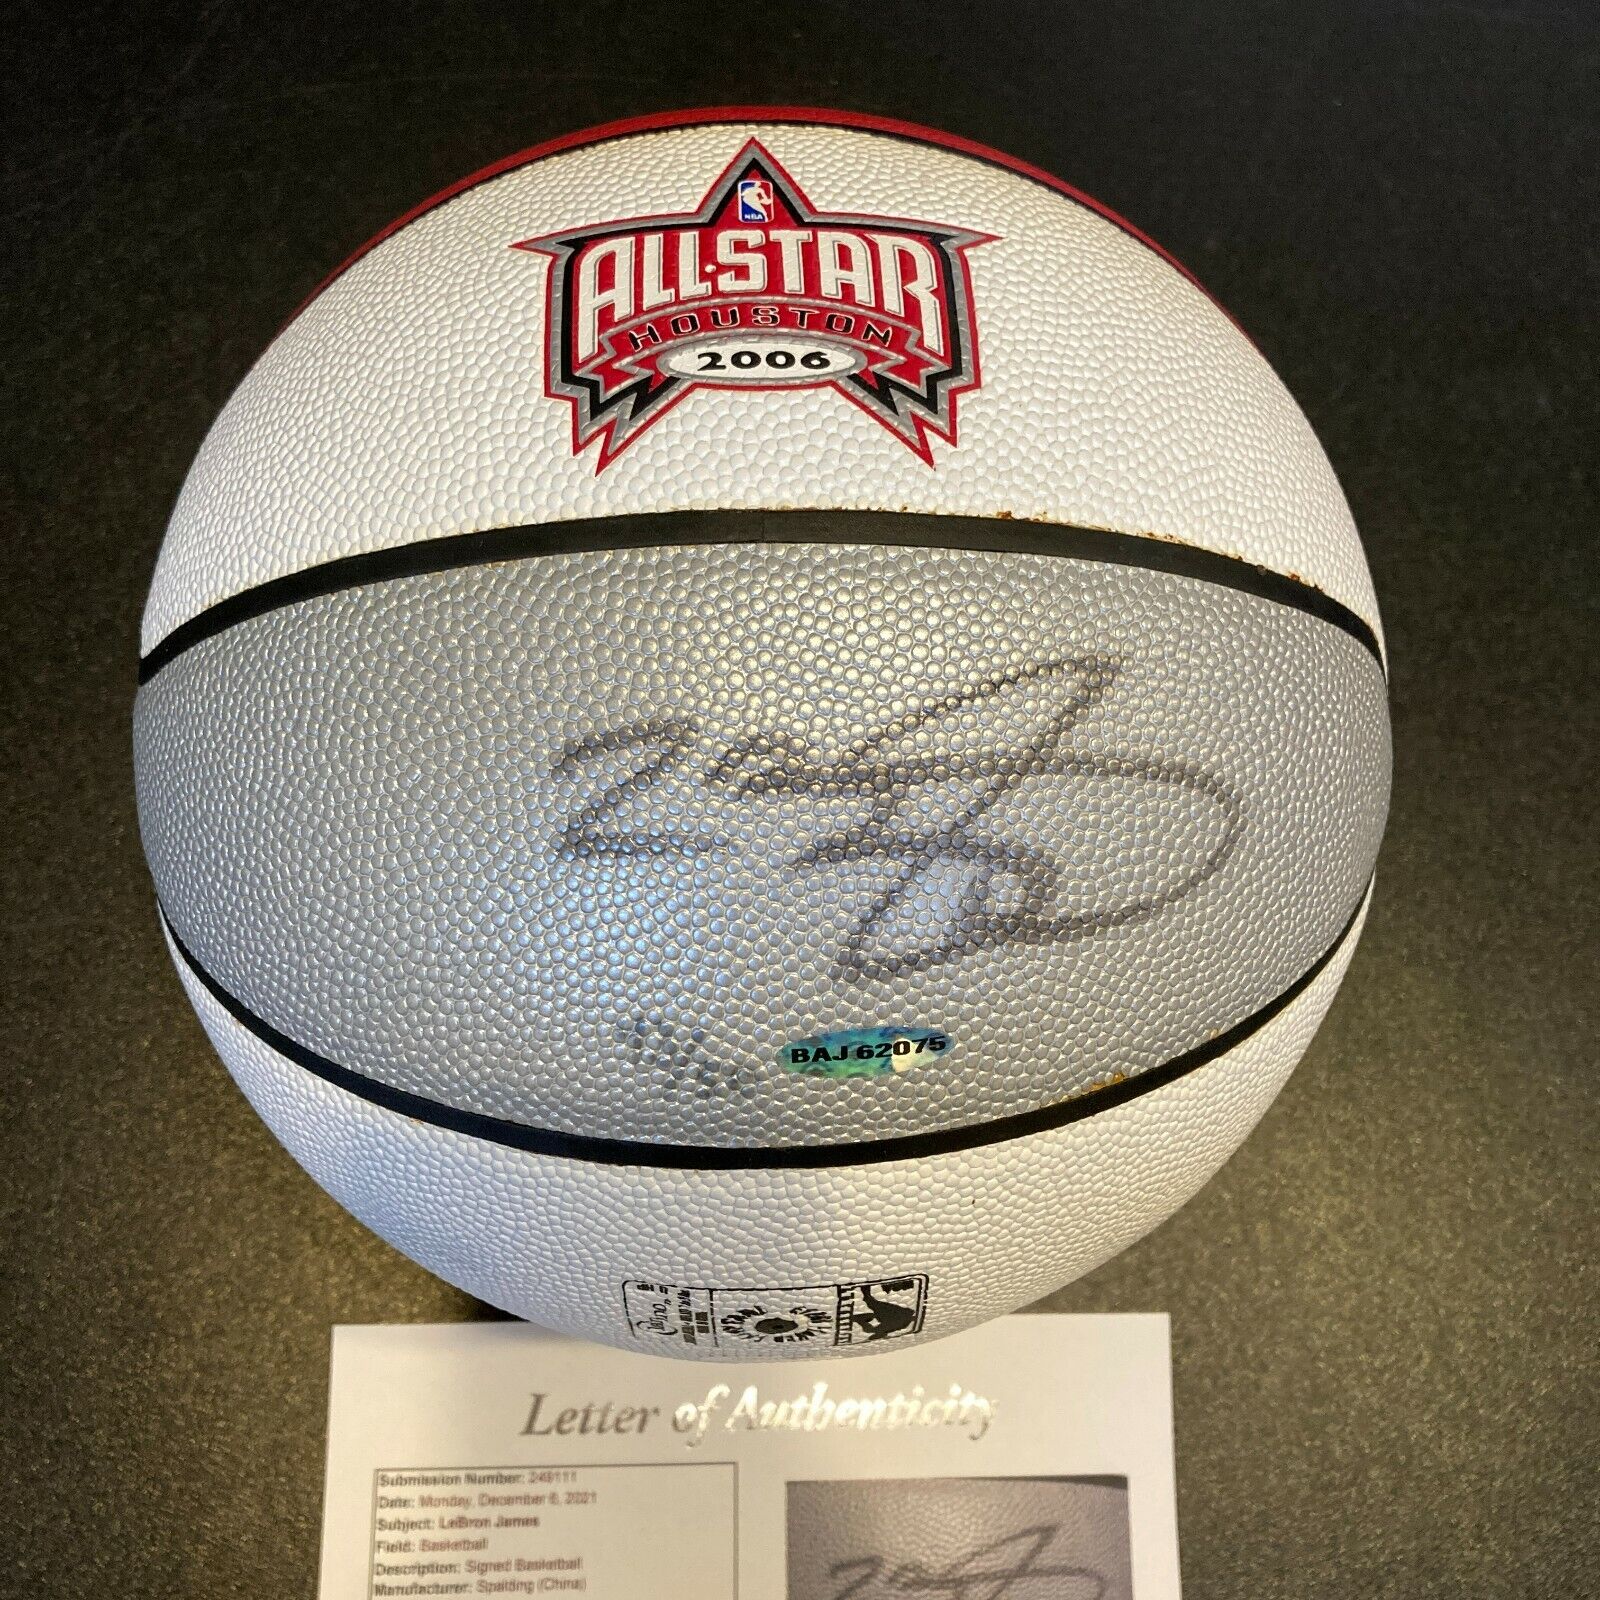 NBA
ALL·STAR
HOUSTON
2006
BAJ 62075
Letter of Authenticity
Submission Number: 249111
Date: Monday, December 6, 2021
Subject: LeBron James
Field: Basketball
Description: Signed Basketball
Manufacturer: Spalding (China)